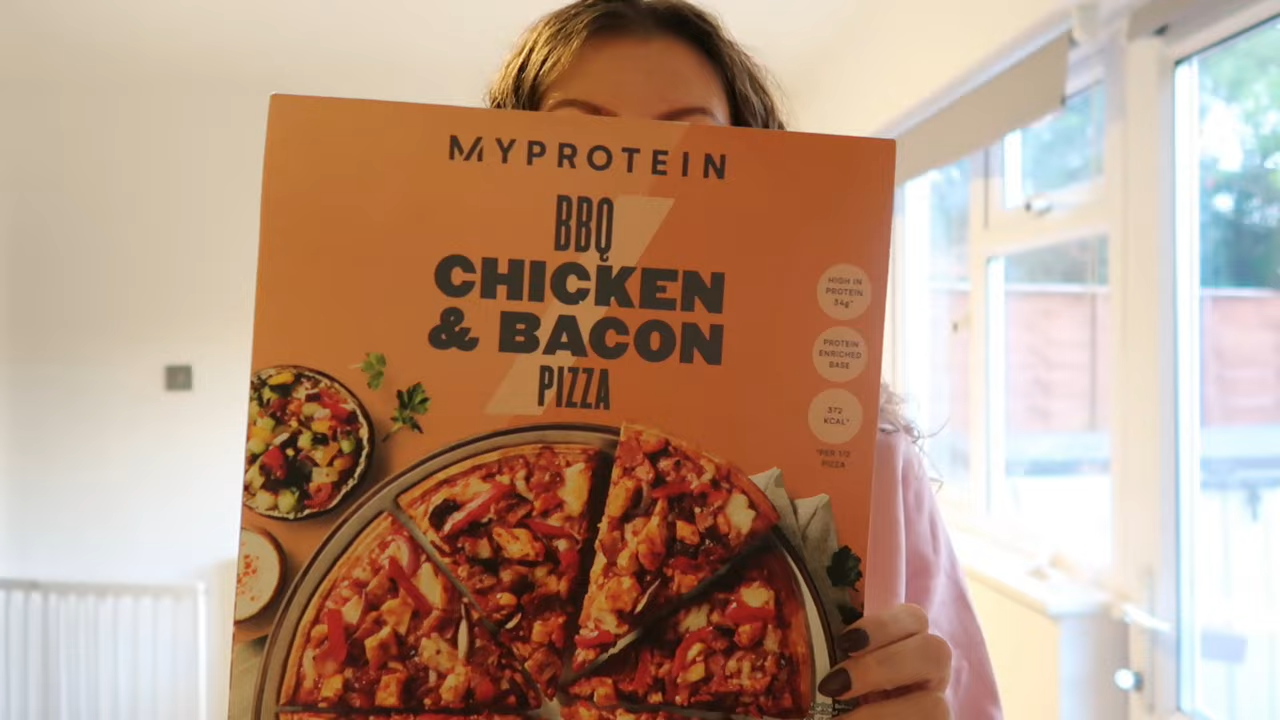 MYPROTEIN
BBQ
CHICKEN
& BACON
PIZZA
HIGH IN
PROTEIN
34g*
PROTEIN
ENRICHED
BASE
372
KCAL*
*PER 1/2
PIZZA